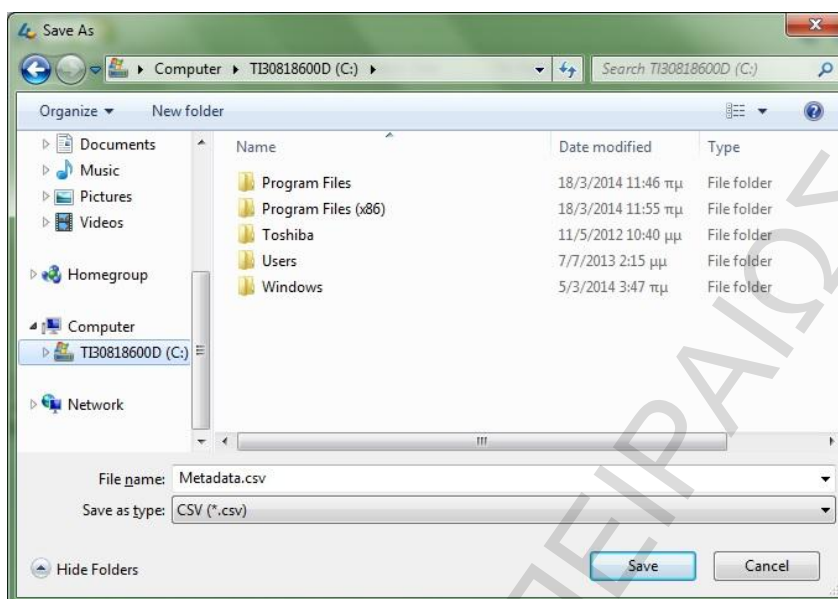 Save As
Computer TI30818600D (C:)
Search TI30818600D (C:)
Organize New folder
Documents
Music
Pictures
Videos
Homegroup
Computer
TI30818600D (C:)
Network
Name Date modified Type
Program Files 18/3/2014 11:46 πμ File folder
Program Files (x86) 18/3/2014 11:55 πμ File folder
Toshiba 11/5/2012 10:40 μμ File folder
Users 7/7/2013 2:15 μμ File folder
Windows 5/3/2014 3:47 πμ File folder
File name: Metadata.csv
Save as type: CSV (*.csv)
Hide Folders
Save Cancel
ΠΕΙΡΑΙΩΣ